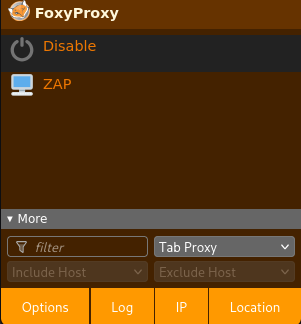 FoxyProxy
Disable
ZAP
▾ More
filter
Tab Proxy
Include Host
Exclude Host
Options
Log
IP
Location